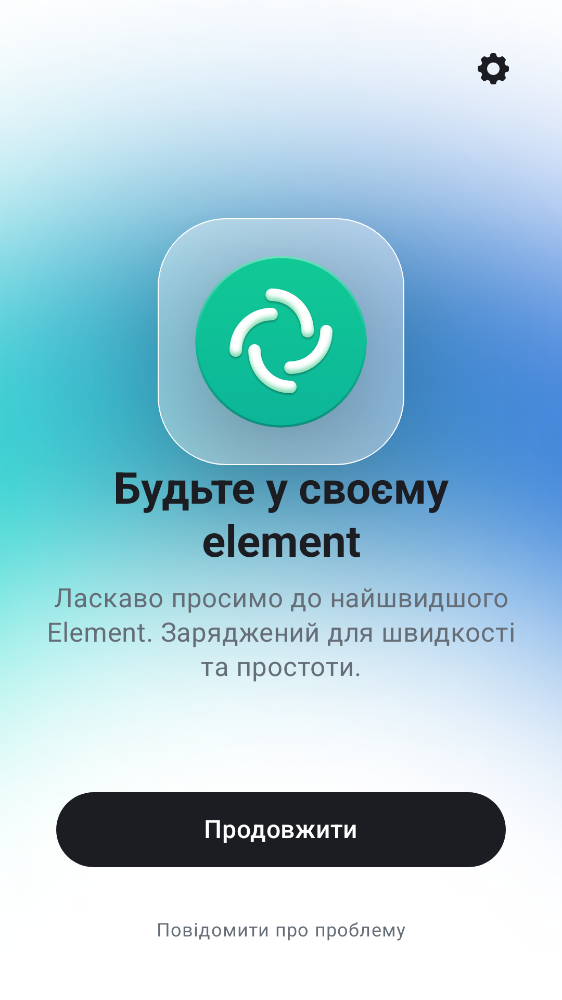 Будьте у своєму
element
Ласкаво просимо до найшвидшого
Element. Заряджений для швидкості
та простоти.
Продовжити
Повідомити про проблему